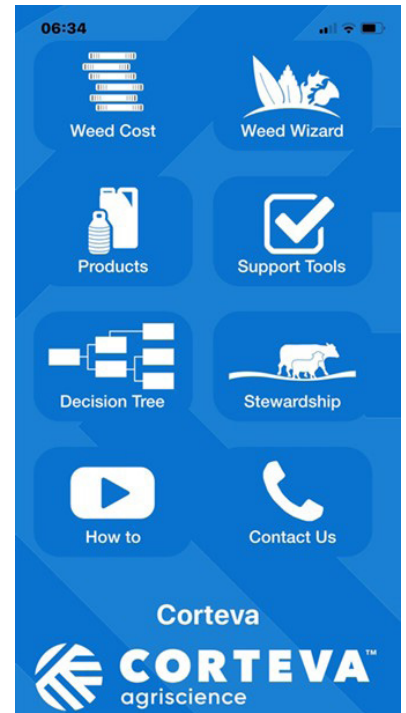 06:34
Weed Cost
Weed Wizard
Products
Support Tools
Decision Tree
Stewardship
How to
Contact Us
Corteva
CORTEVA™
agriscience